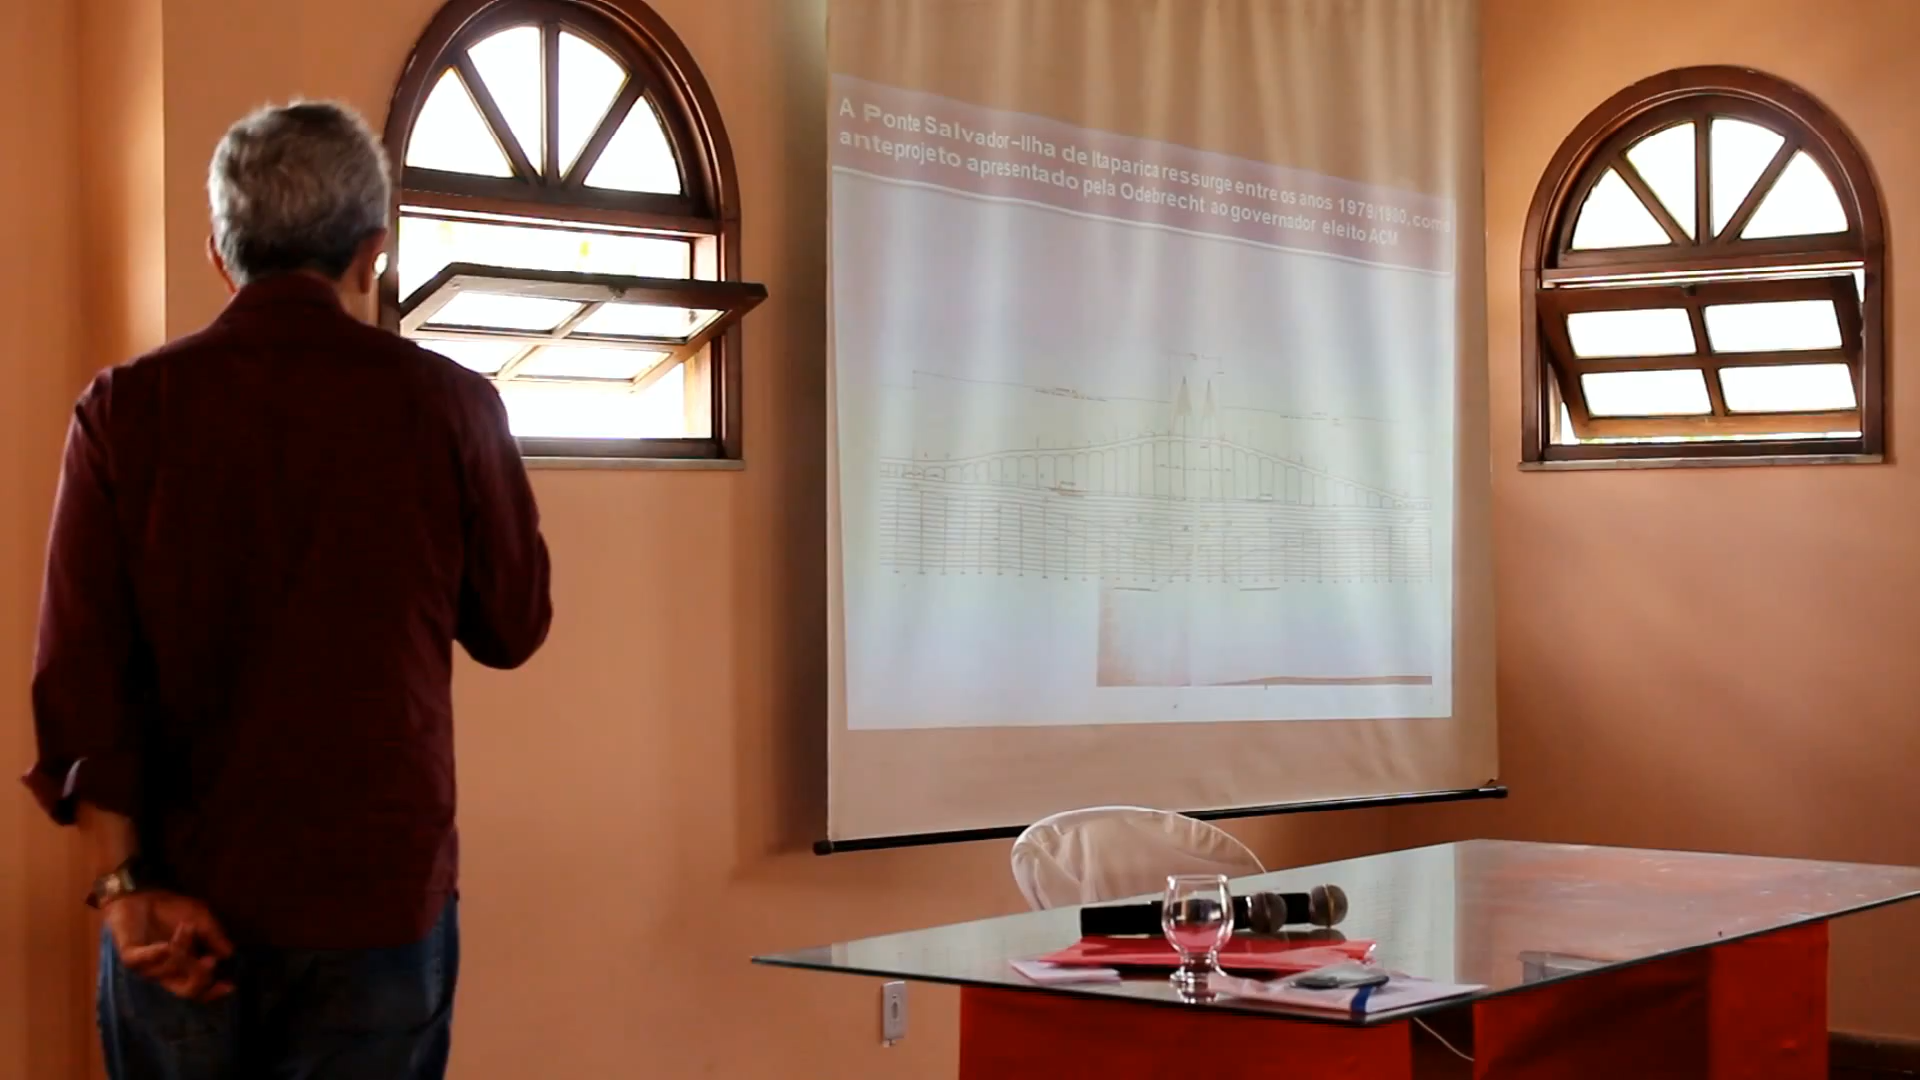 A Ponte Salvador-Ilha de Itaparica ressurge entre os anos 1979/1980, como
anteprojeto apresentado pela Odebrecht ao governador eleito ACM